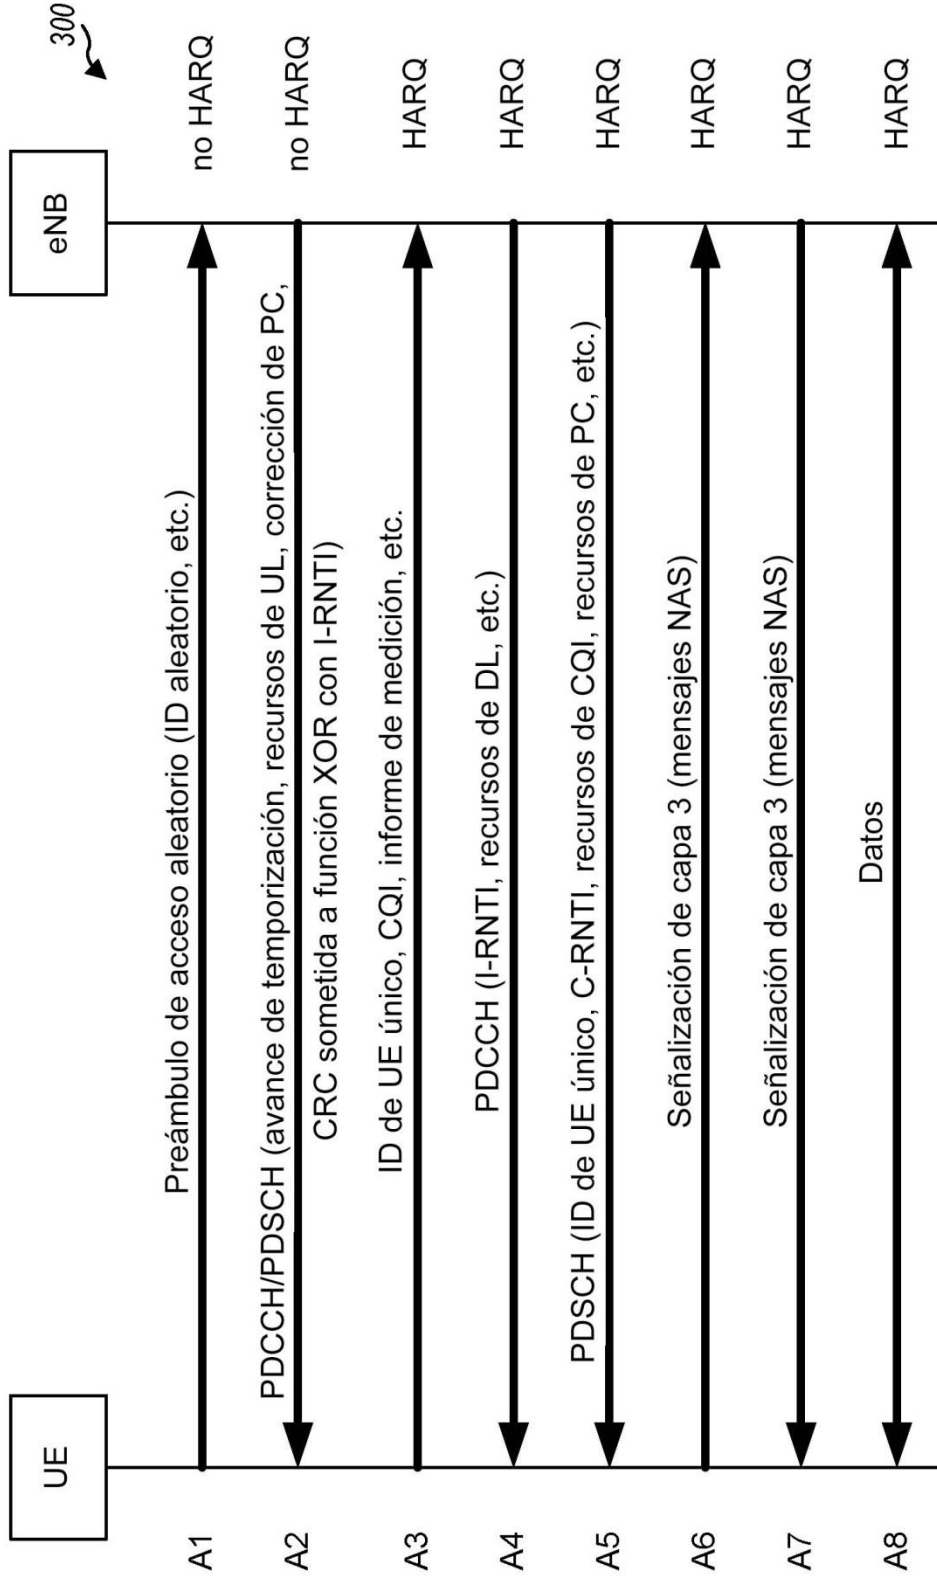 300
UE
eNB
A1
Preámbulo de acceso aleatorio (ID aleatorio, etc.)
no HARQ
A2
PDCCH/PDSCH (avance de temporización, recursos de UL, corrección de PC,
CRC sometida a función XOR con I-RNTI)
no HARQ
A3
ID de UE único, CQI, informe de medición, etc.
HARQ
A4
PDCCH (I-RNTI, recursos de DL, etc.)
HARQ
A5
PDSCH (ID de UE único, C-RNTI, recursos de CQI, recursos de PC, etc.)
HARQ
A6
Señalización de capa 3 (mensajes NAS)
HARQ
A7
Señalización de capa 3 (mensajes NAS)
HARQ
A8
Datos
HARQ